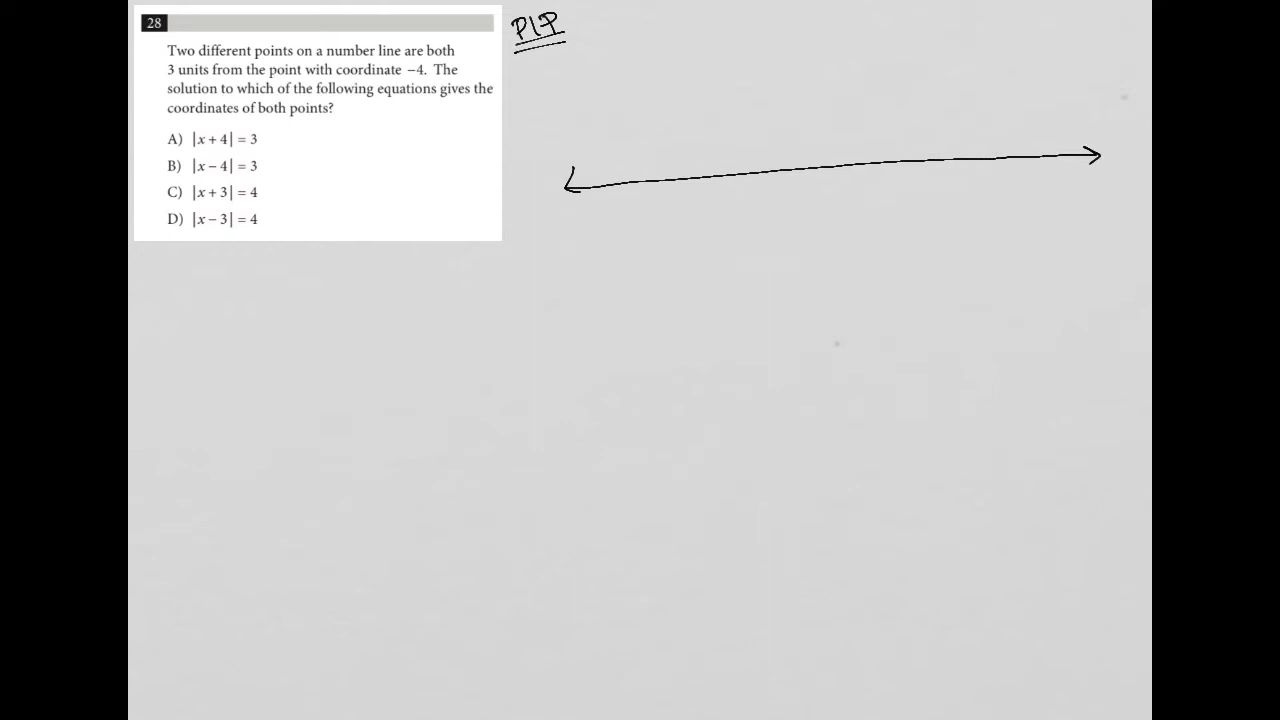 28
Two different points on a number line are both
3 units from the point with coordinate −4. The
solution to which of the following equations gives the
coordinates of both points?
A) |x + 4| = 3
B) |x − 4| = 3
C) |x + 3| = 4
D) |x − 3| = 4
PIP